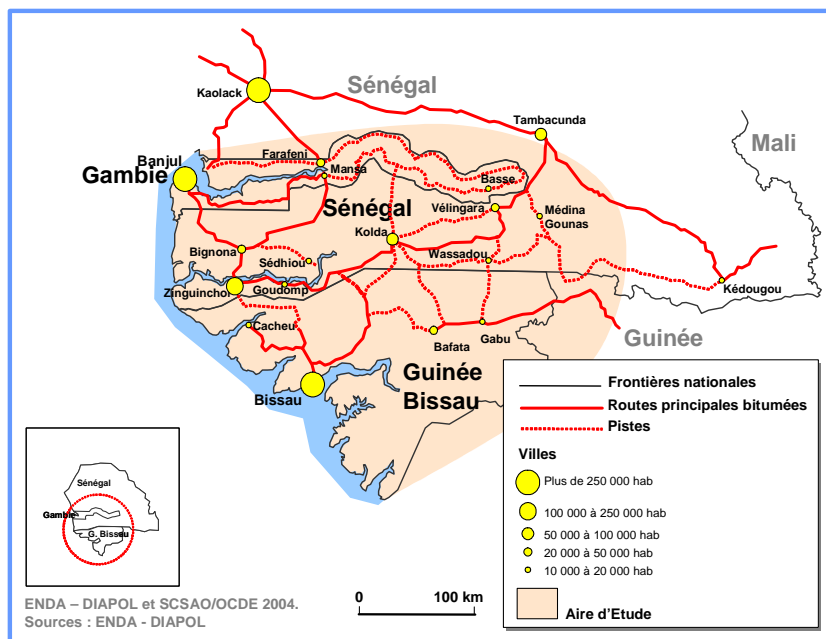 Sénégal
Kaolack
Tambacunda
Mali
Banjul
Farafeni
Gambie
Mansa
Basse
Sénégal
Vélingara
Médina
Gounas
Kolda
Bignona
Sédhiou
Wassadou
Zinguinchor
Goudomp
Kédougou
Cacheu
Gabu
Bafata
Guinée
Guinée
Bissau
Bissau
Frontières nationales
Routes principales bitumées
Pistes
Villes
Plus de 250 000 hab
100 000 à 250 000 hab
50 000 à 100 000 hab
20 000 à 50 000 hab
10 000 à 20 000 hab
Aire d'Etude
Sénégal
Gambie
G. Bissau
0 100 km
ENDA – DIAPOL et SCSAO/OCDE 2004.
Sources : ENDA - DIAPOL